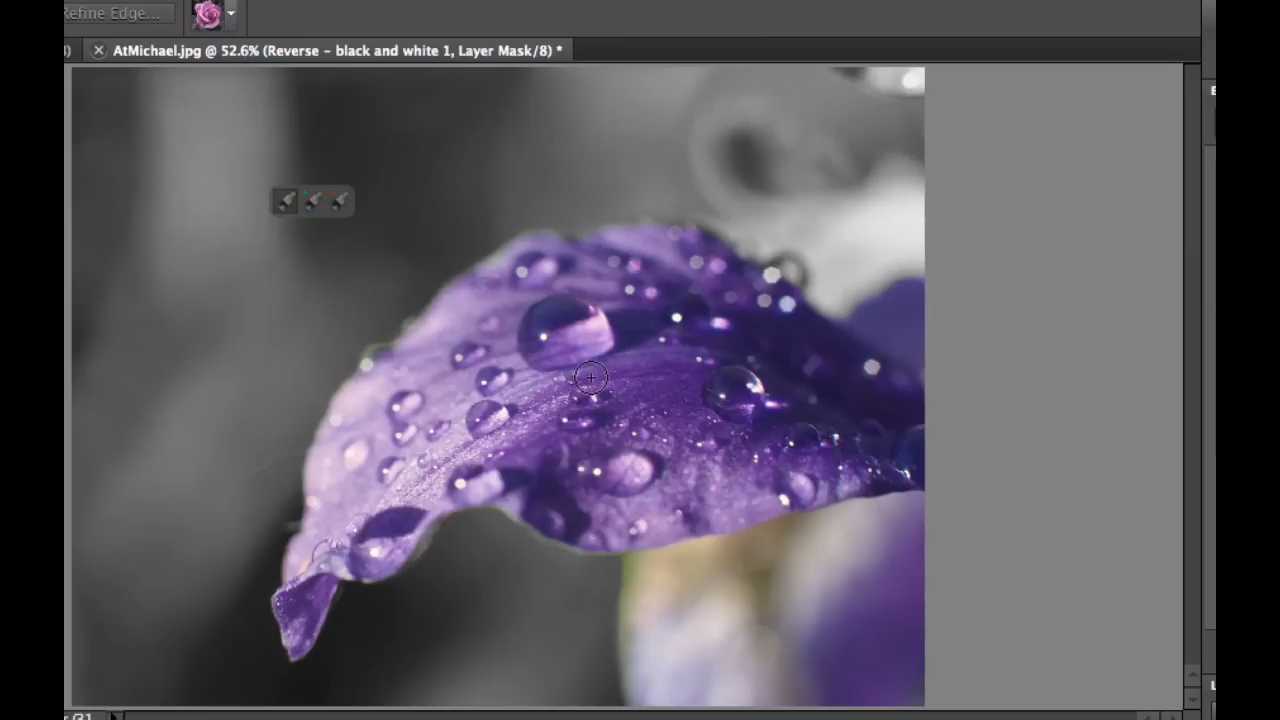 Refine Edge...
AtMichael.jpg @ 52.6% (Reverse - black and white 1, Layer Mask/8) *